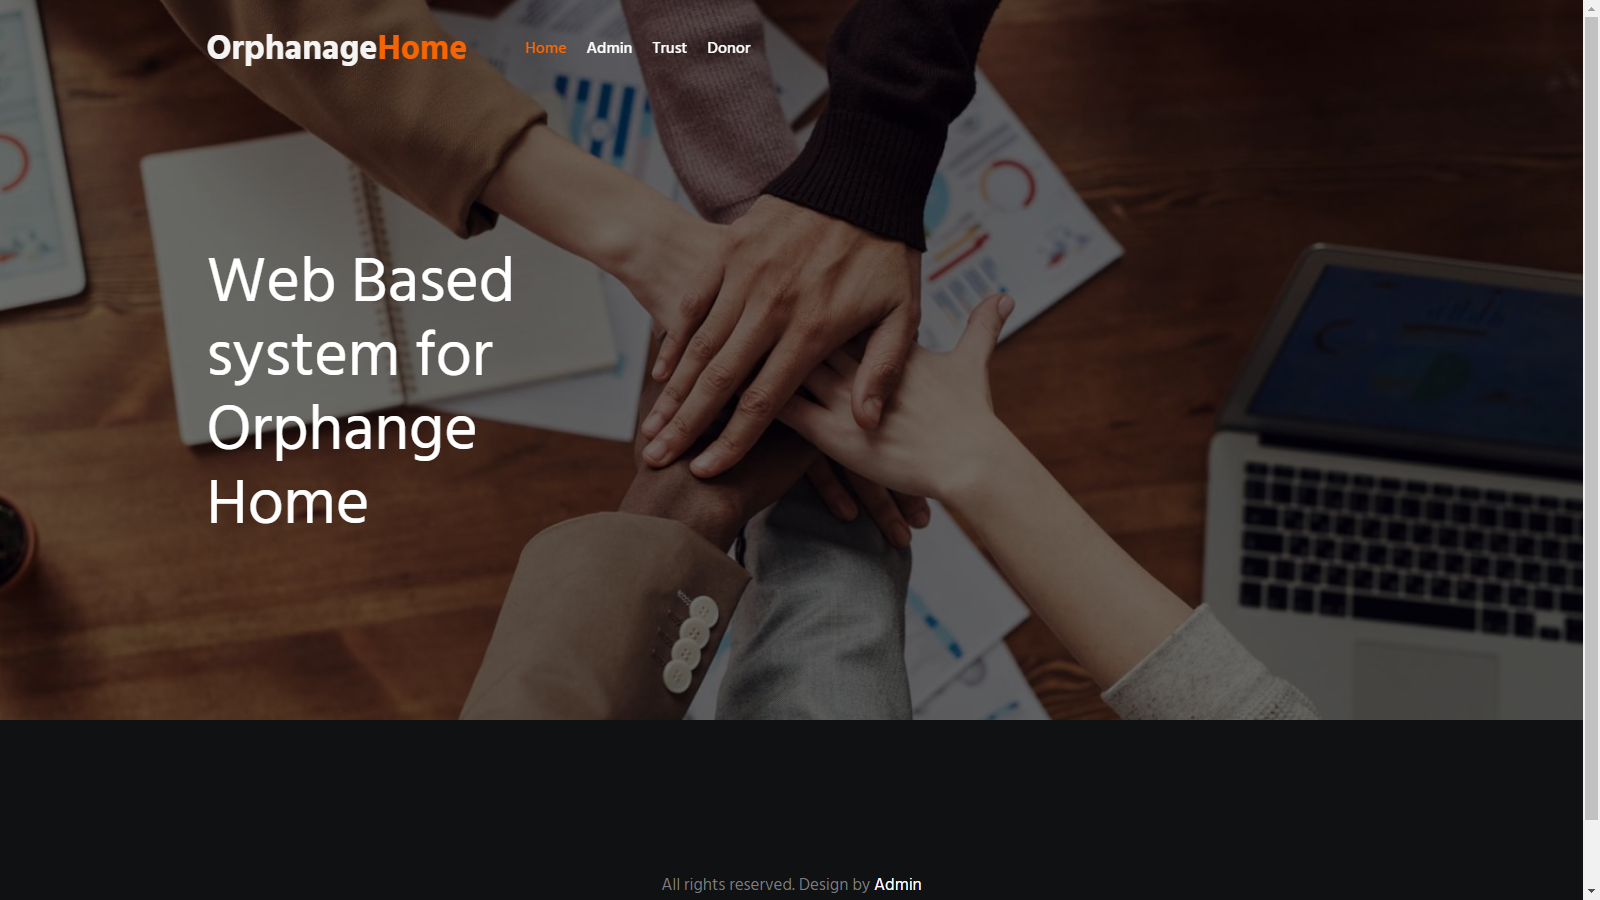 OrphanageHome
Home Admin Trust Donor
Web Based
system for
Orphange
Home
All rights reserved. Design by Admin